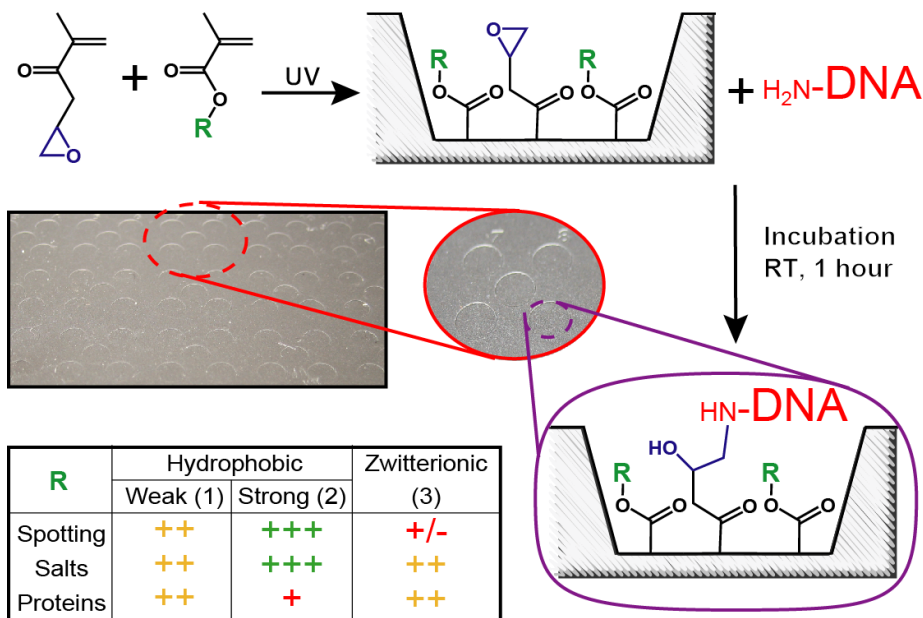 O
O
O
R
+
UV
R
O
O
O
O
R
O
O
+
H₂N-DNA
Incubation
RT, 1 hour
7 8
HN-DNA
HO
R
O
O
O
R
O
O
R
Hydrophobic
Zwitterionic
Weak (1)
Strong (2)
(3)
Spotting
++
+++
+/-
Salts
++
+++
++
Proteins
++
+
++